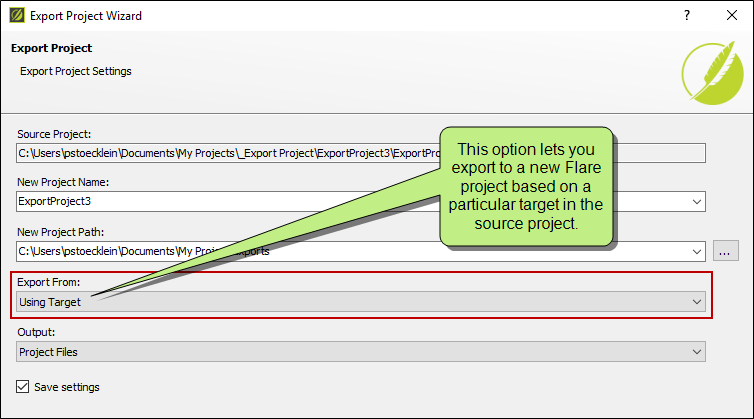 Export Project Wizard
?
Export Project
Export Project Settings
Source Project:
C:\Users\pstoecklein\Documents\My Projects\_Export Project\ExportProject3\ExportPro
New Project Name:
ExportProject3
New Project Path:
C:\Users\pstoecklein\Documents\My Proj
...
Export From:
Using Target
Output:
Project Files
Save settings
This option lets you
export to a new Flare
project based on a
particular target in the
source project.